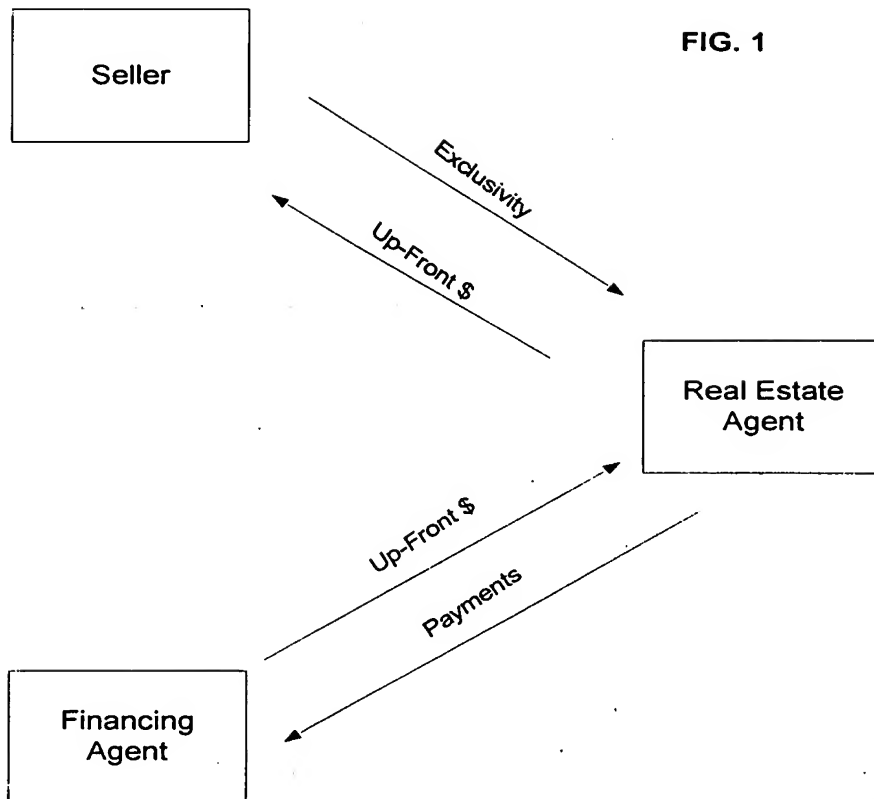 FIG. 1
Seller
Exclusivity
Up-Front $
Real Estate
Agent
Up-Front $
Payments
Financing
Agent